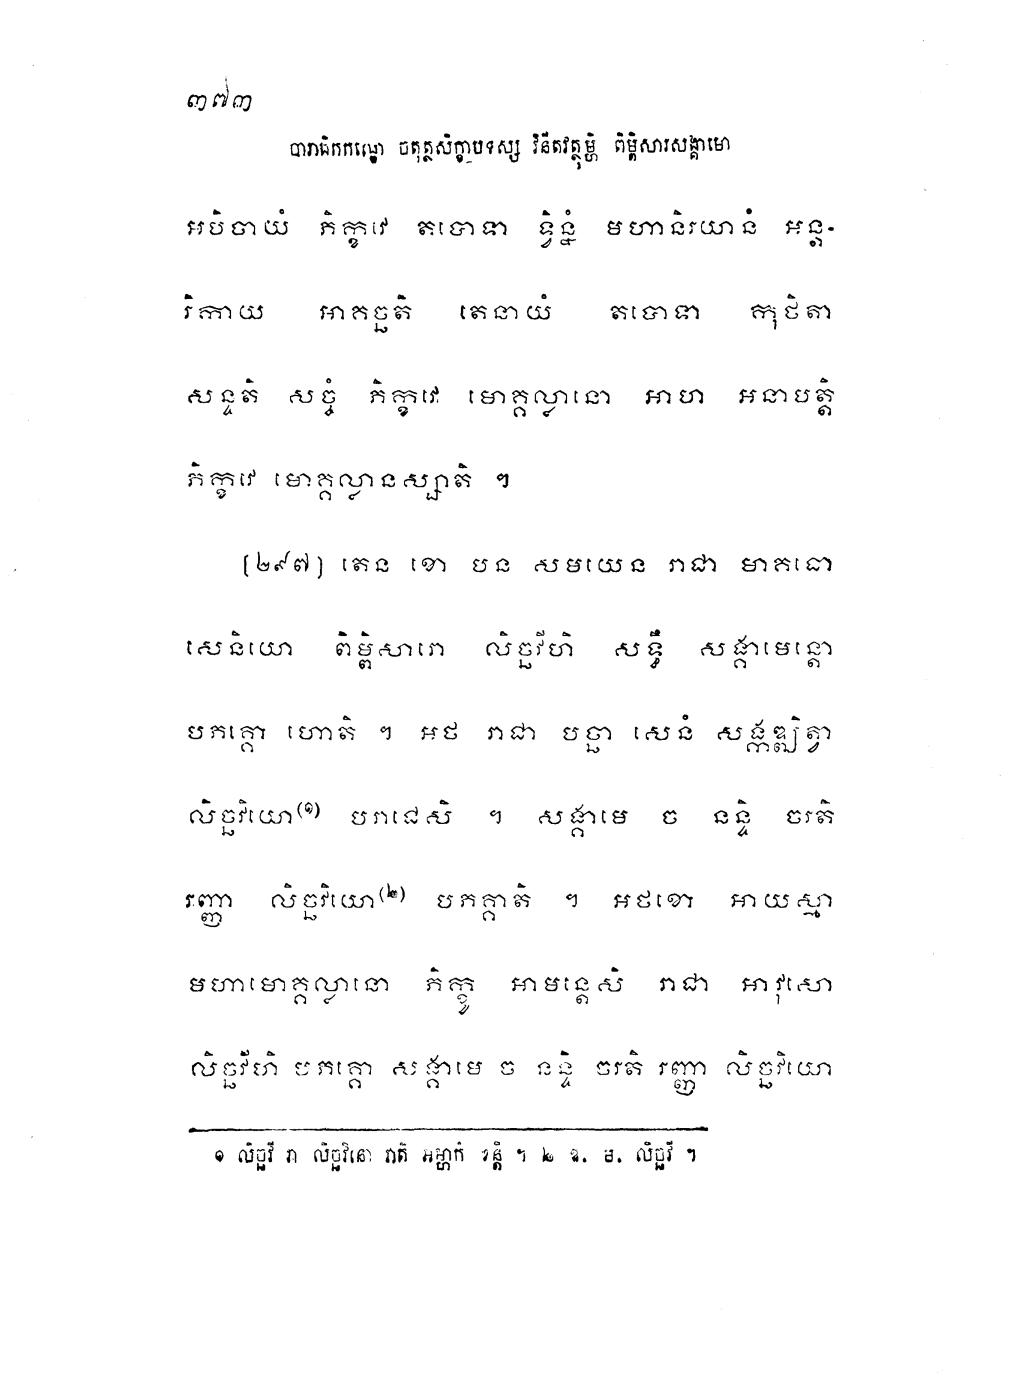 ៣៧៣
បារាជិកកណ្ឌេ ចតុត្ថសិក្ខាបទស្ស វិនីតវត្ថុម្ហិ ពិម្ពិសារសង្គាមោ
អបិចាយំ ភិក្ខវេ តបោទា ទ្វិន្នំ មហានិរយានំ អន្ត-
រិកាយ អាគច្ឆតិ តេនាយំ តបោទា កុថិតា
សន្ទតិ សច្ចំ ភិក្ខវេ មោគ្គល្លានោ អាហ អនាបត្តិ
ភិក្ខវេ មោគ្គល្លានស្សាតិ ៗ
[២៩៧] តេន ខោ បន សមយេន រាជា មាគធោ
សេនិយោ ពិម្ពិសារោ លិច្ឆវីហិ សទ្ធឹ សង្គាមេន្តោ
បភគ្គោ ហោតិ ។ អថ រាជា បច្ឆា សេនំ សង្កឌ្ឍិត្វា
លិច្ឆវិយោ(១) បរាជេសិ ។ សង្គាមេ ច នន្ទិ ចរតិ
រញ្ញា លិច្ឆវិយោ(២) បភគ្គាតិ ។ អថខោ អាយស្មា
មហាមោគ្គល្លានោ ភិក្ខូ អាមន្តេសិ រាជា អាវុសោ
លិច្ឆវីហិ បភគ្គោ សង្គាមេ ច នន្ទិ ចរតិ រញ្ញា លិច្ឆវិយោ
១ លិច្ឆវី វា លិច្ឆវិនោ វាតិ អម្ហាកំ ខន្តិ ។ ២ ឱ. ម. លិច្ឆវី ។